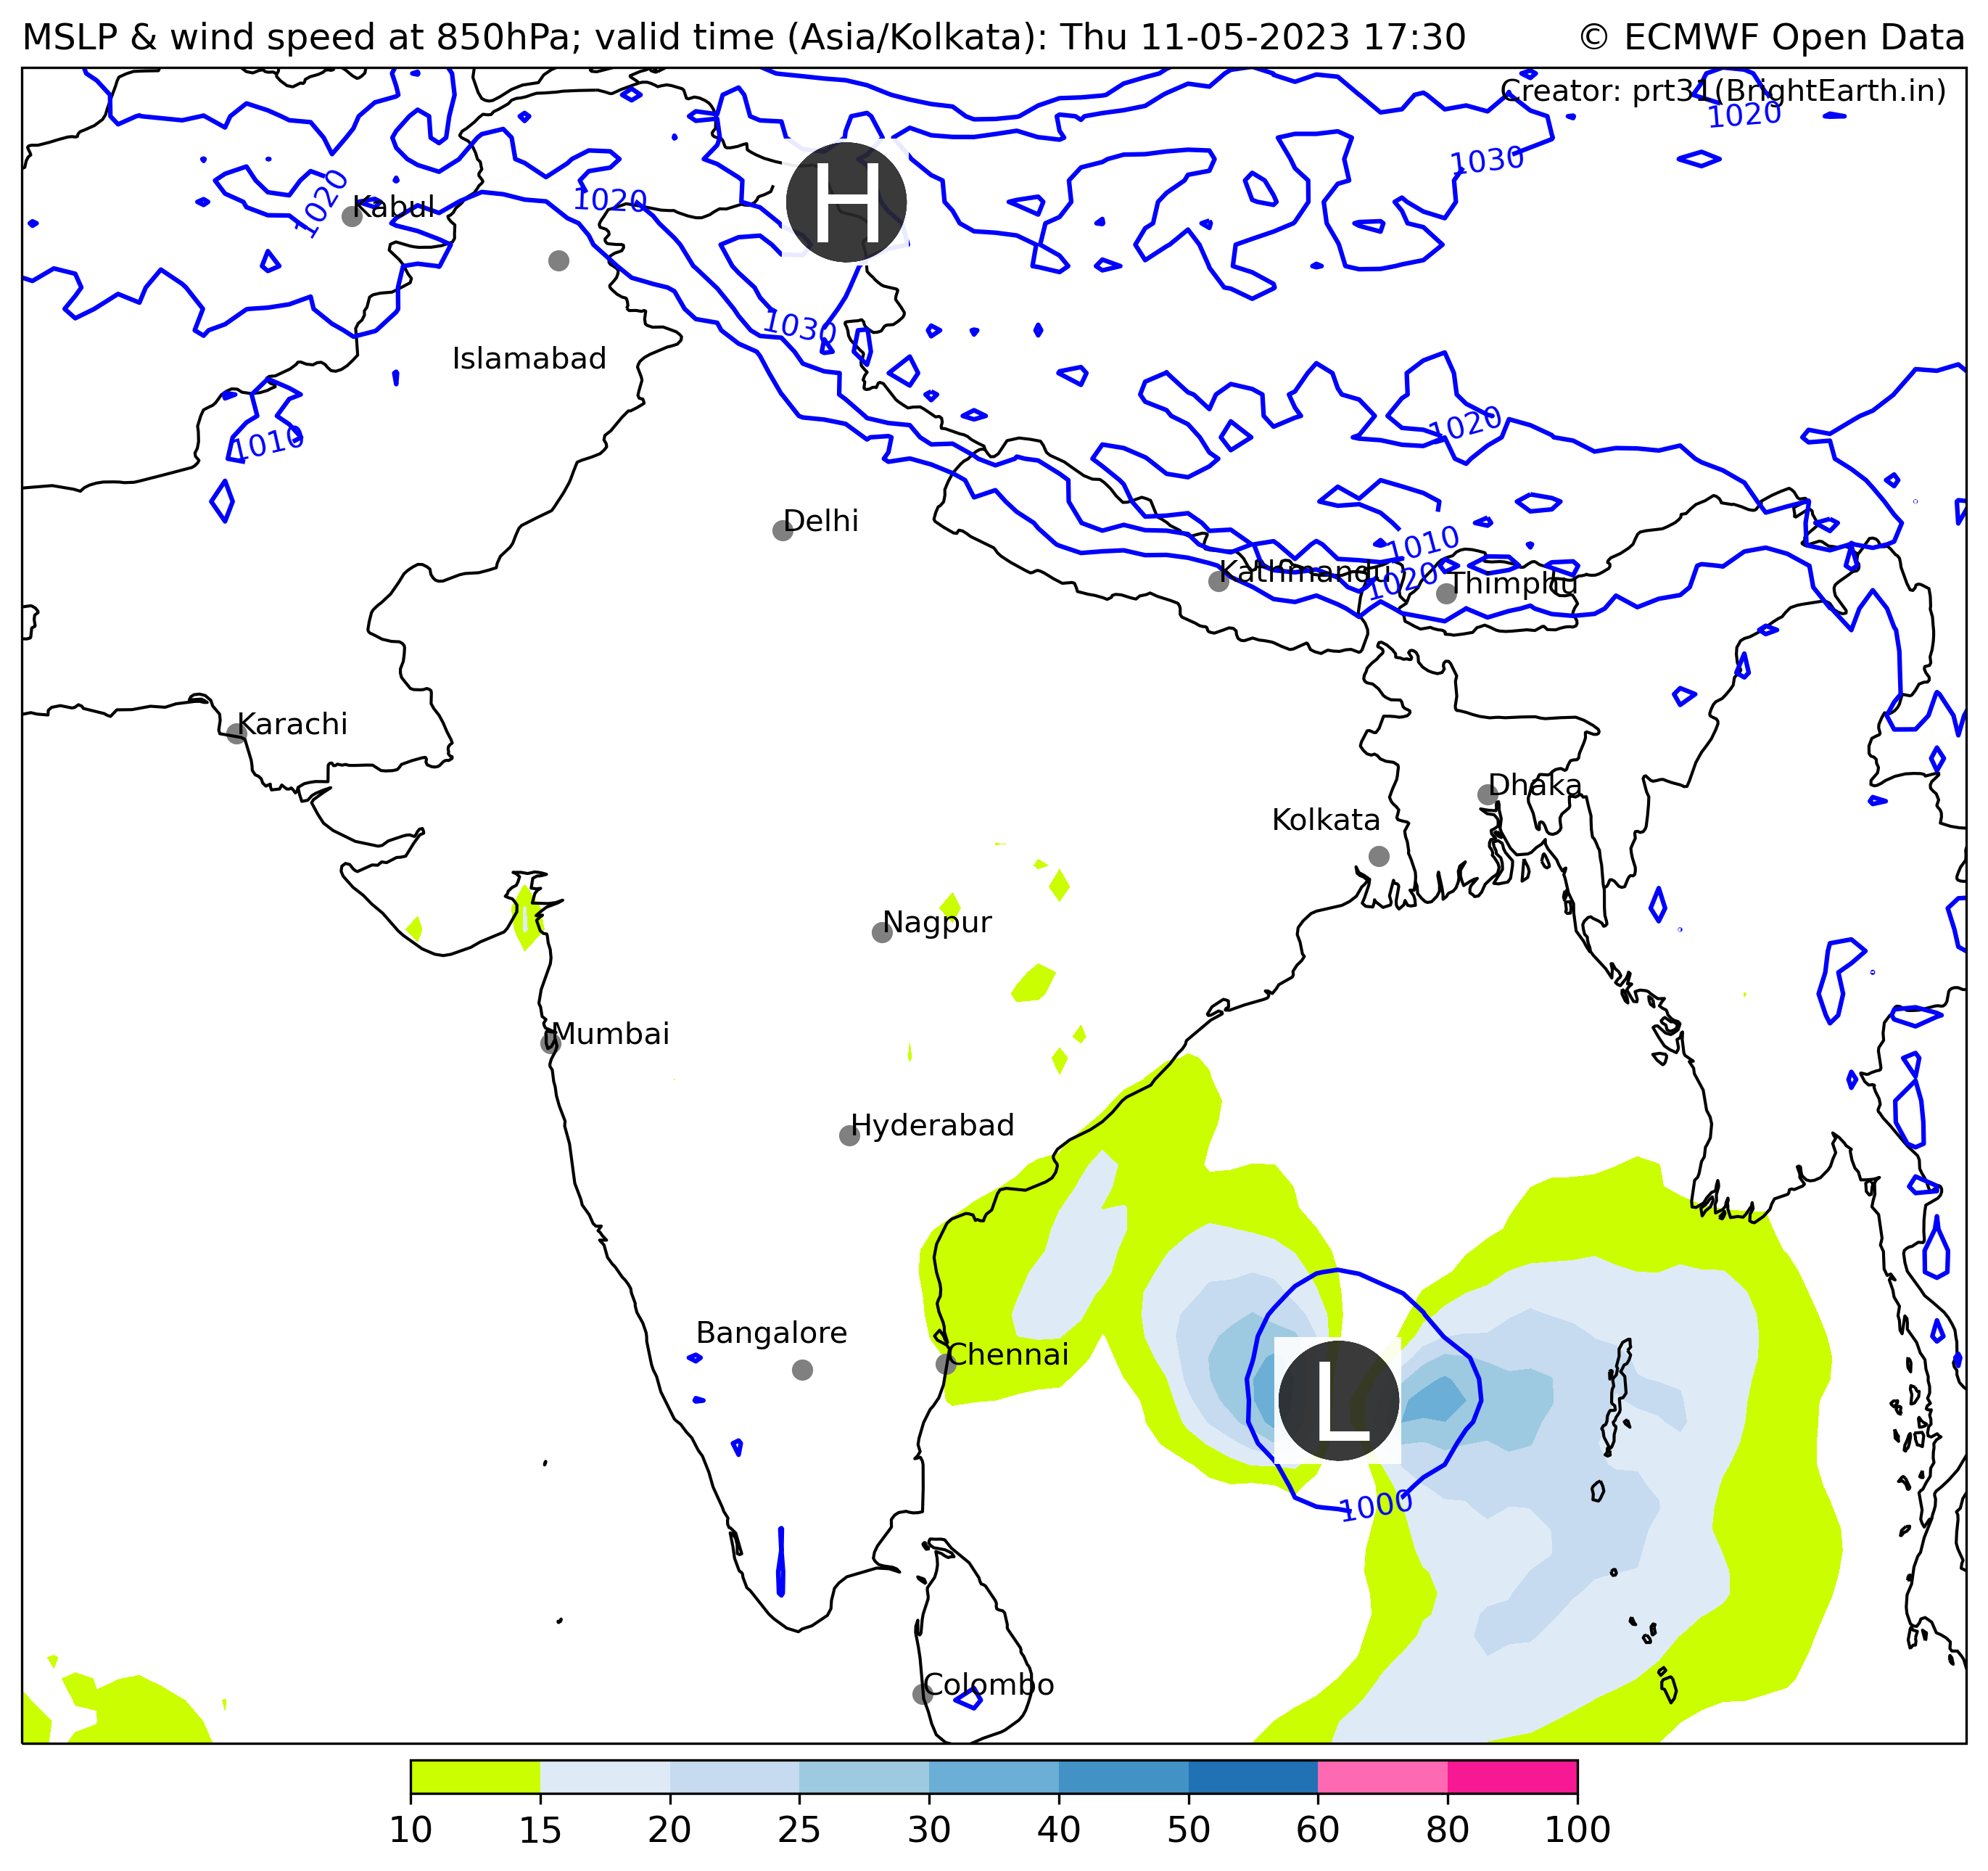 MSLP & wind speed at 850hPa; valid time (Asia/Kolkata): Thu 11-05-2023 17:30
© ECMWF Open Data
Creator: prt31(BrightEarth.in)
1020
1030
H
1020
Kabul
1020
1030
Islamabad
1010
1020
Delhi
1010
Kathmandu
1020
Thimphu
Karachi
Dhaka
Kolkata
Nagpur
Mumbai
Hyderabad
Bangalore
Chennai
L
1000
Colombo
10 15 20 25 30 40 50 60 80 100